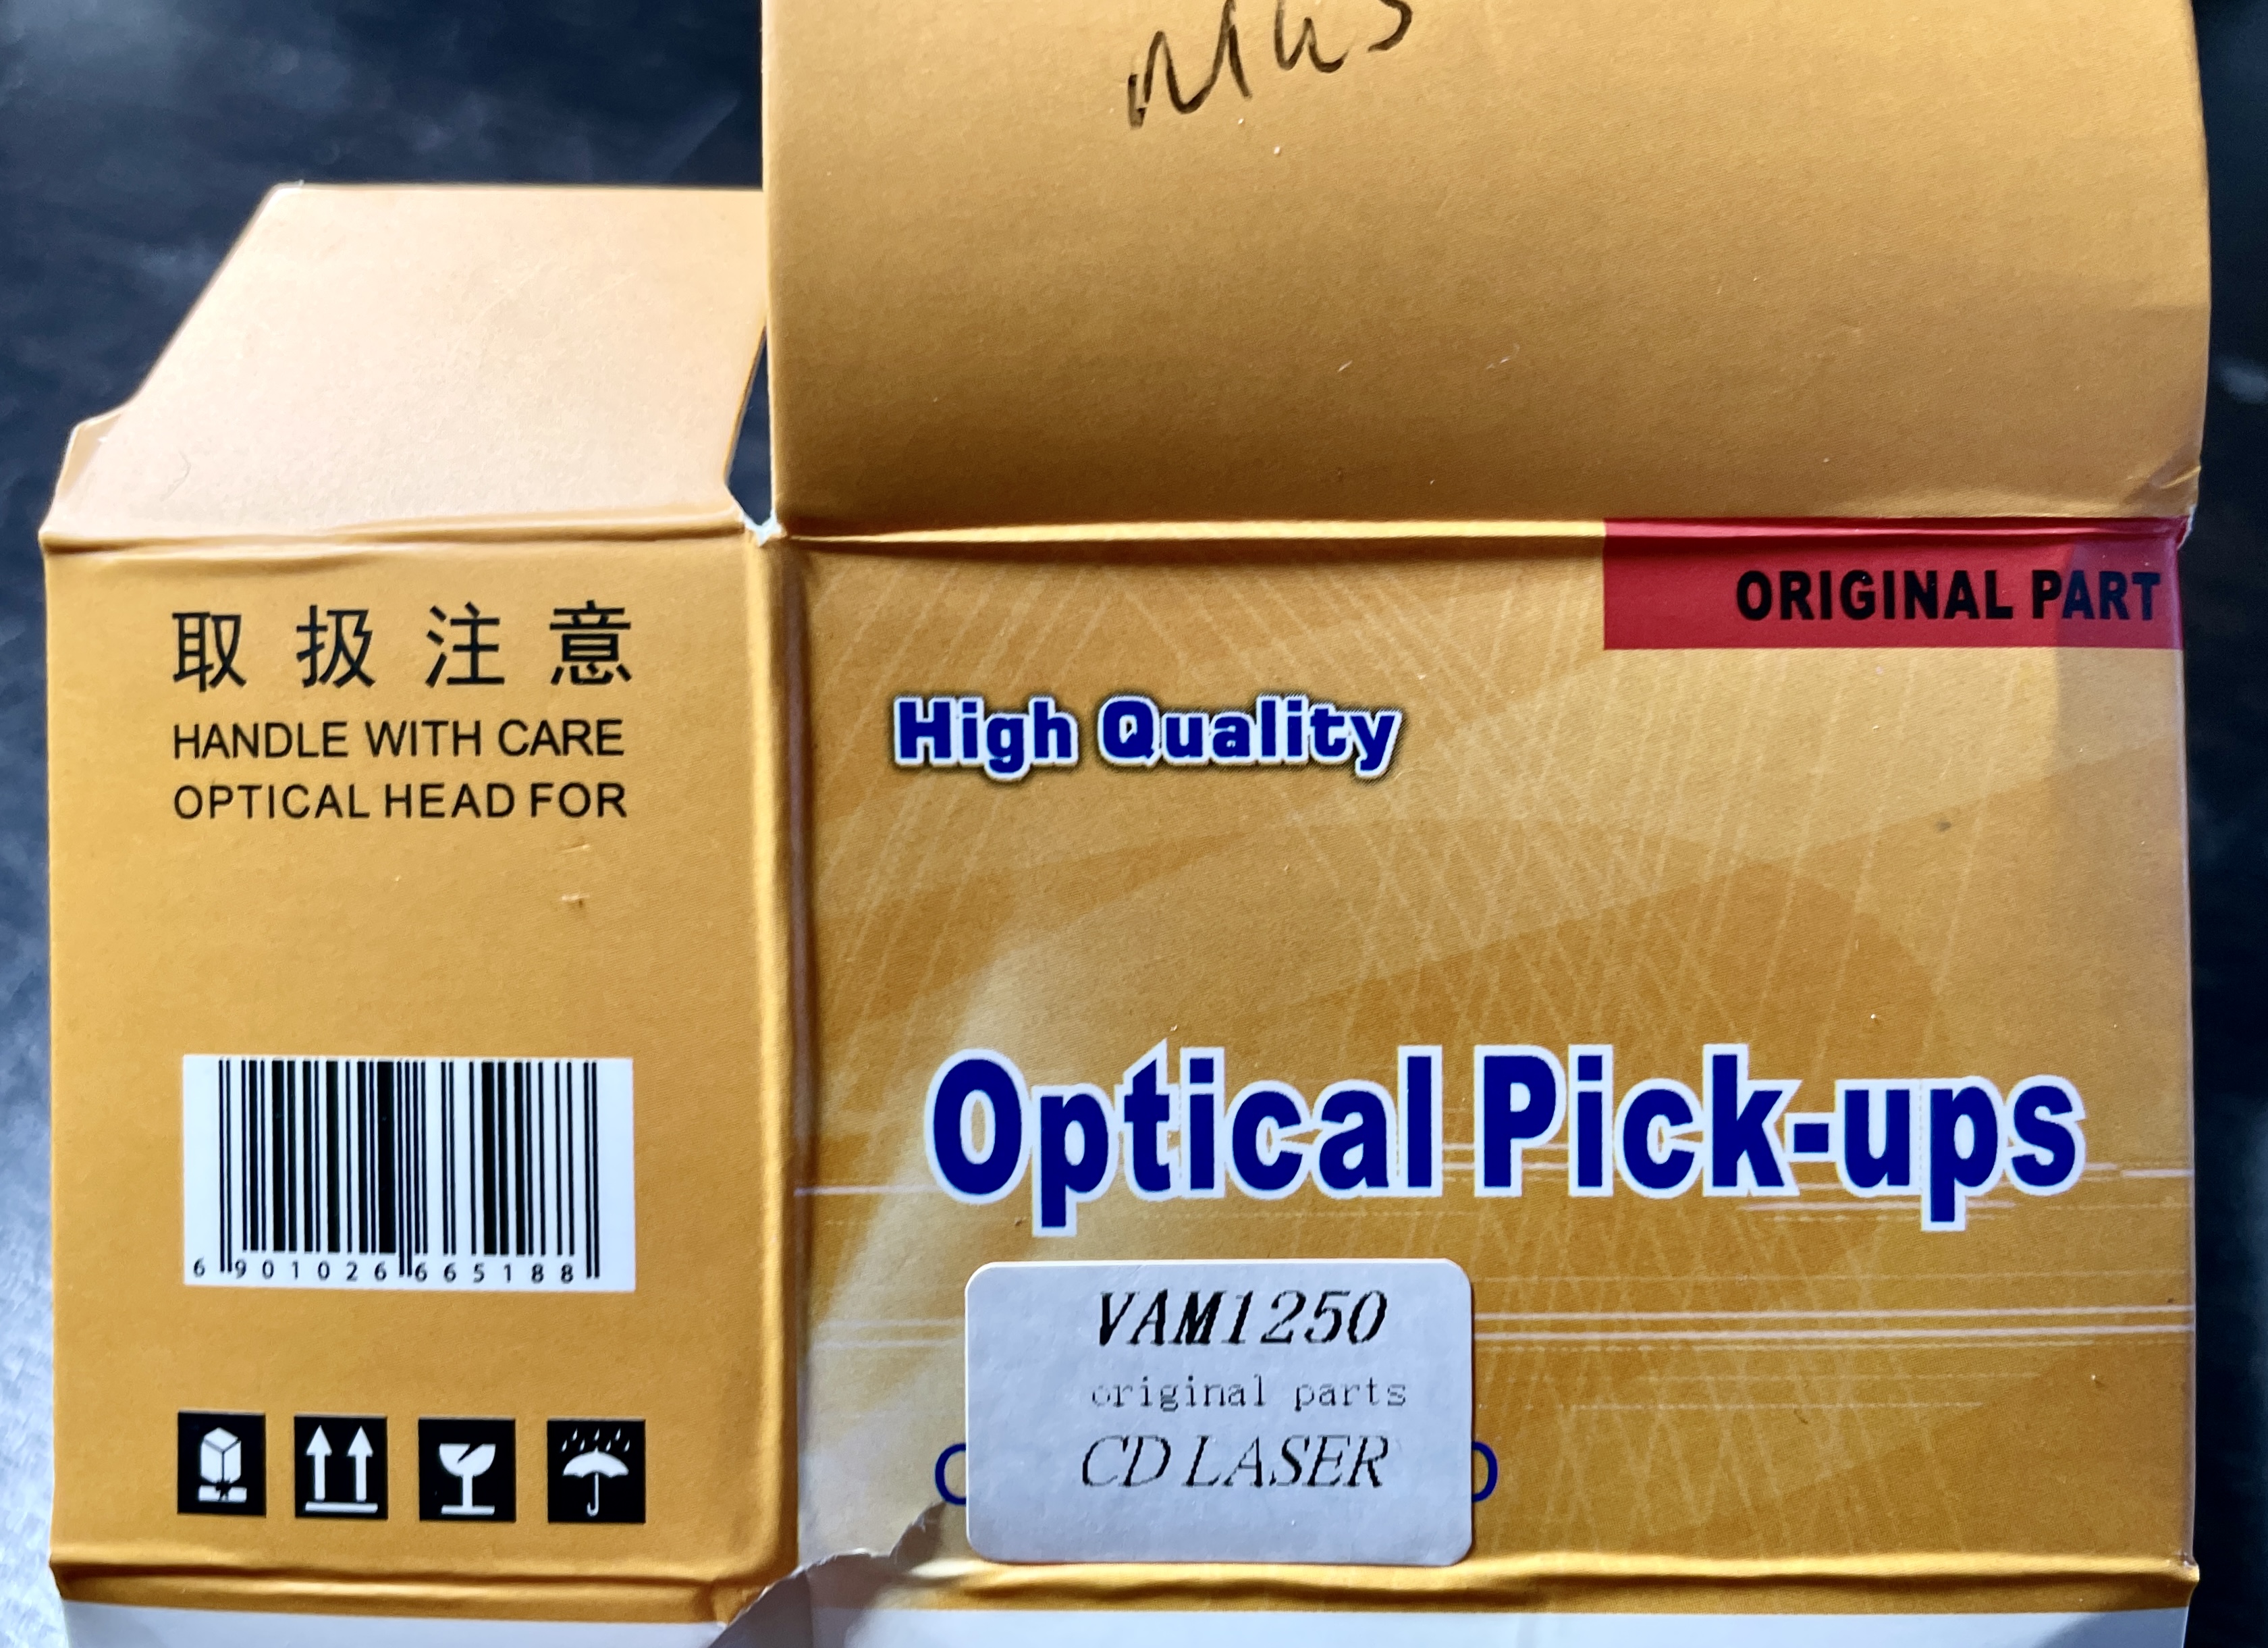 取扱注意
HANDLE WITH CARE
OPTICAL HEAD FOR
6 901026 665188
ORIGINAL PART
High Quality
Optical Pick-ups
VAM1250
original parts
CD LASER